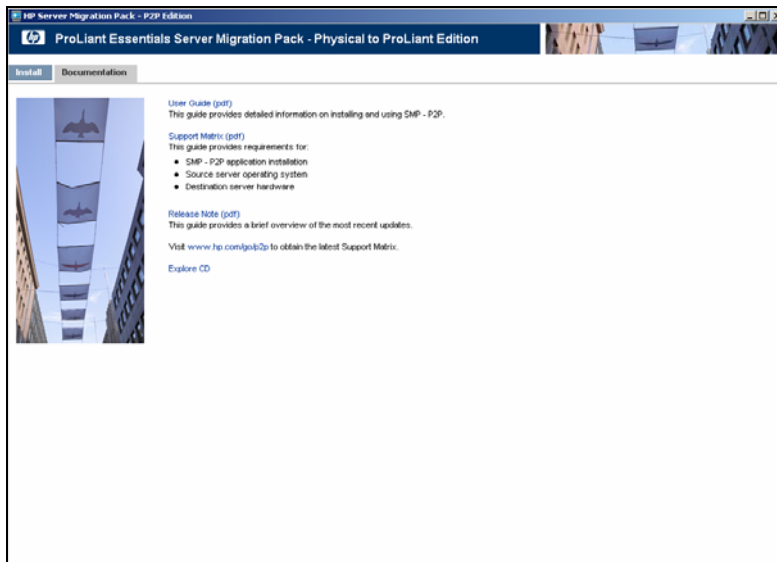 HP Server Migration Pack - P2P Edition
hp ProLiant Essentials Server Migration Pack - Physical to ProLiant Edition
Install Documentation
User Guide (pdf)
This guide provides detailed information on installing and using SMP - P2P.
Support Matrix (pdf)
This guide provides requirements for:
• SMP - P2P application installation
• Source server operating system
• Destination server hardware
Release Note (pdf)
This guide provides a brief overview of the most recent updates.
Visit www.hp.com/go/p2p to obtain the latest Support Matrix.
Explore CD